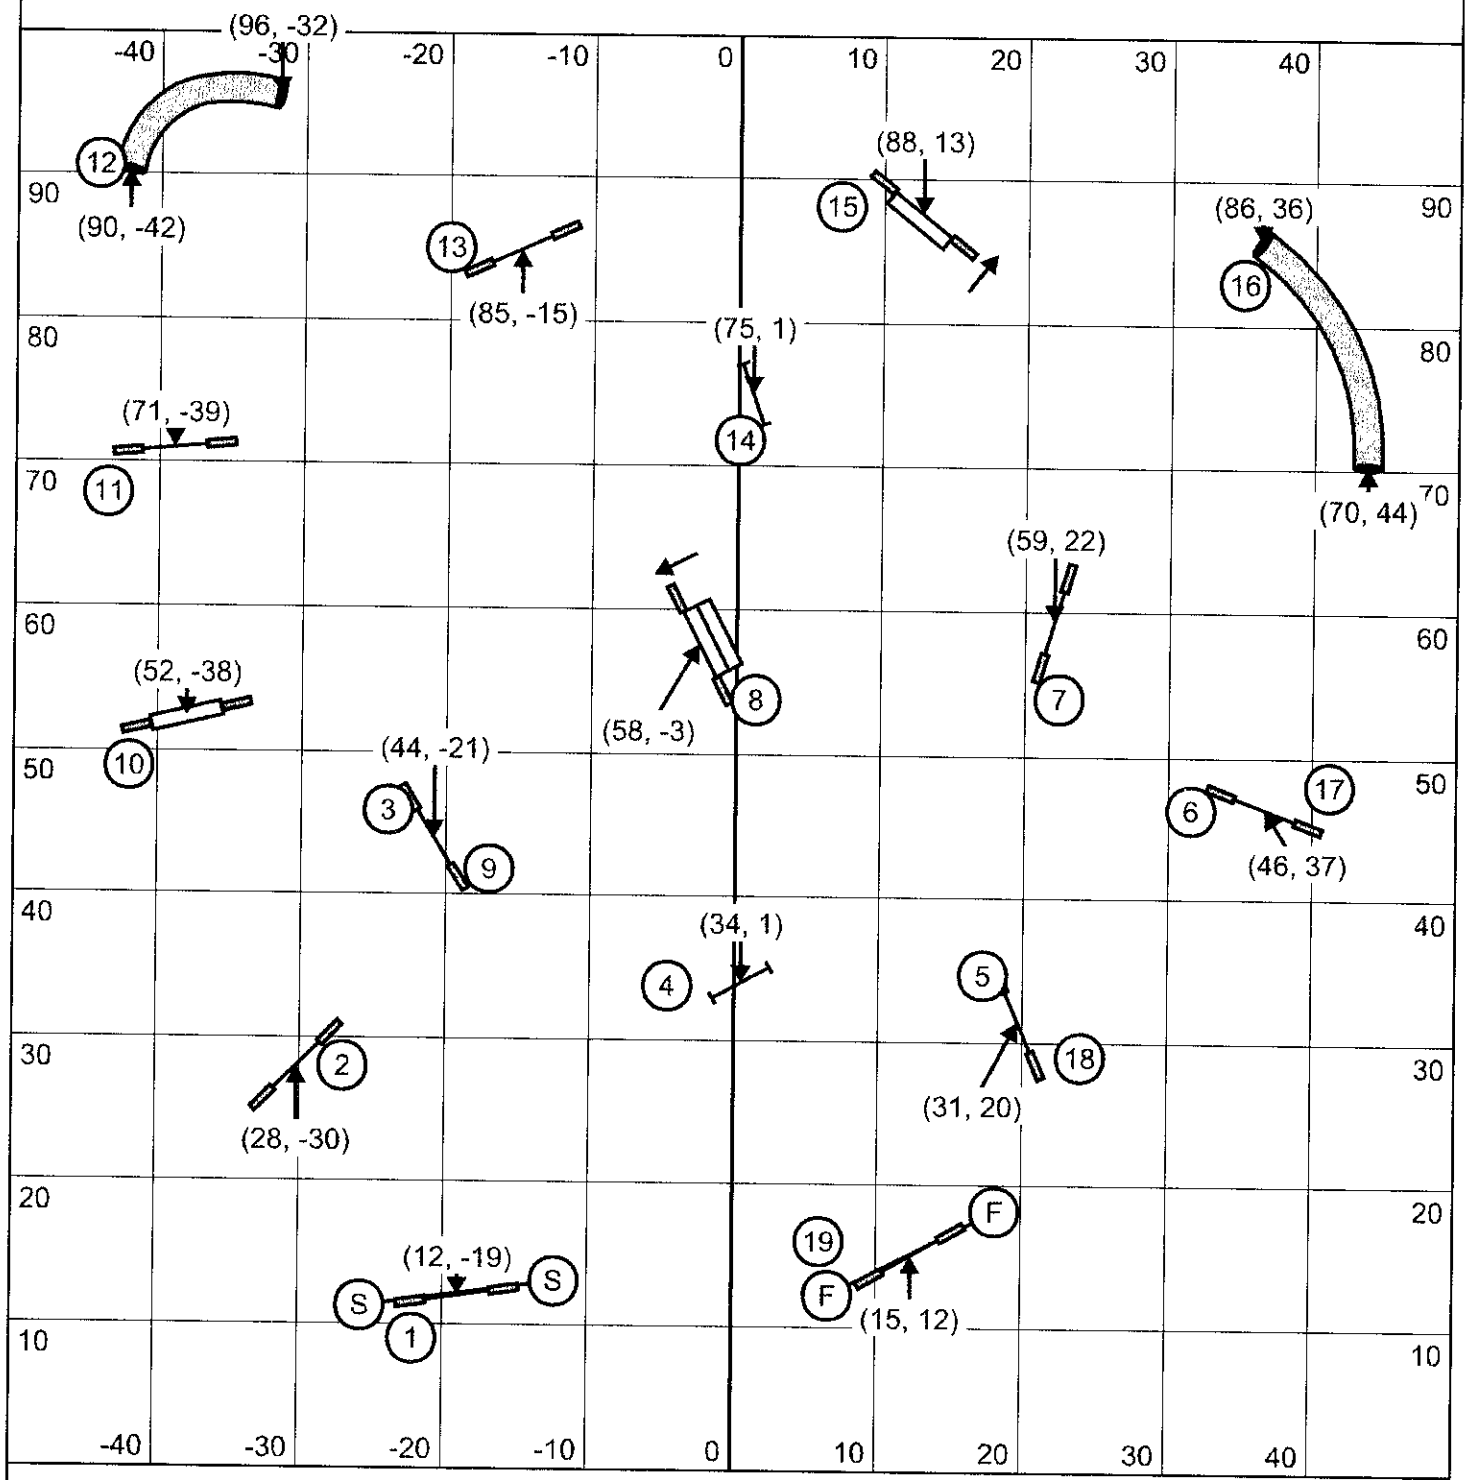 (96, -32)
-40 -30 -20 -10 0 10 20 30 40
(88, 13)
12
90 90
15
(86, 36)
(90, -42)
13
16
(85, -15)
80 (75, 1) 80
(71, -39)
14
70 11 70
(70, 44)
(59, 22)
60 60
(52, -38)
8 7
(58, -3)
10 50 (44, -21) 50
3 6 17
9 (46, 37)
40 40
(34, 1)
4 5
30 2 18 30
(31, 20)
(28, -30)
20 F 20
19
(12, -19)
S S F
1 (15, 12)
10 10
-40 -30 -20 -10 0 10 20 30 40